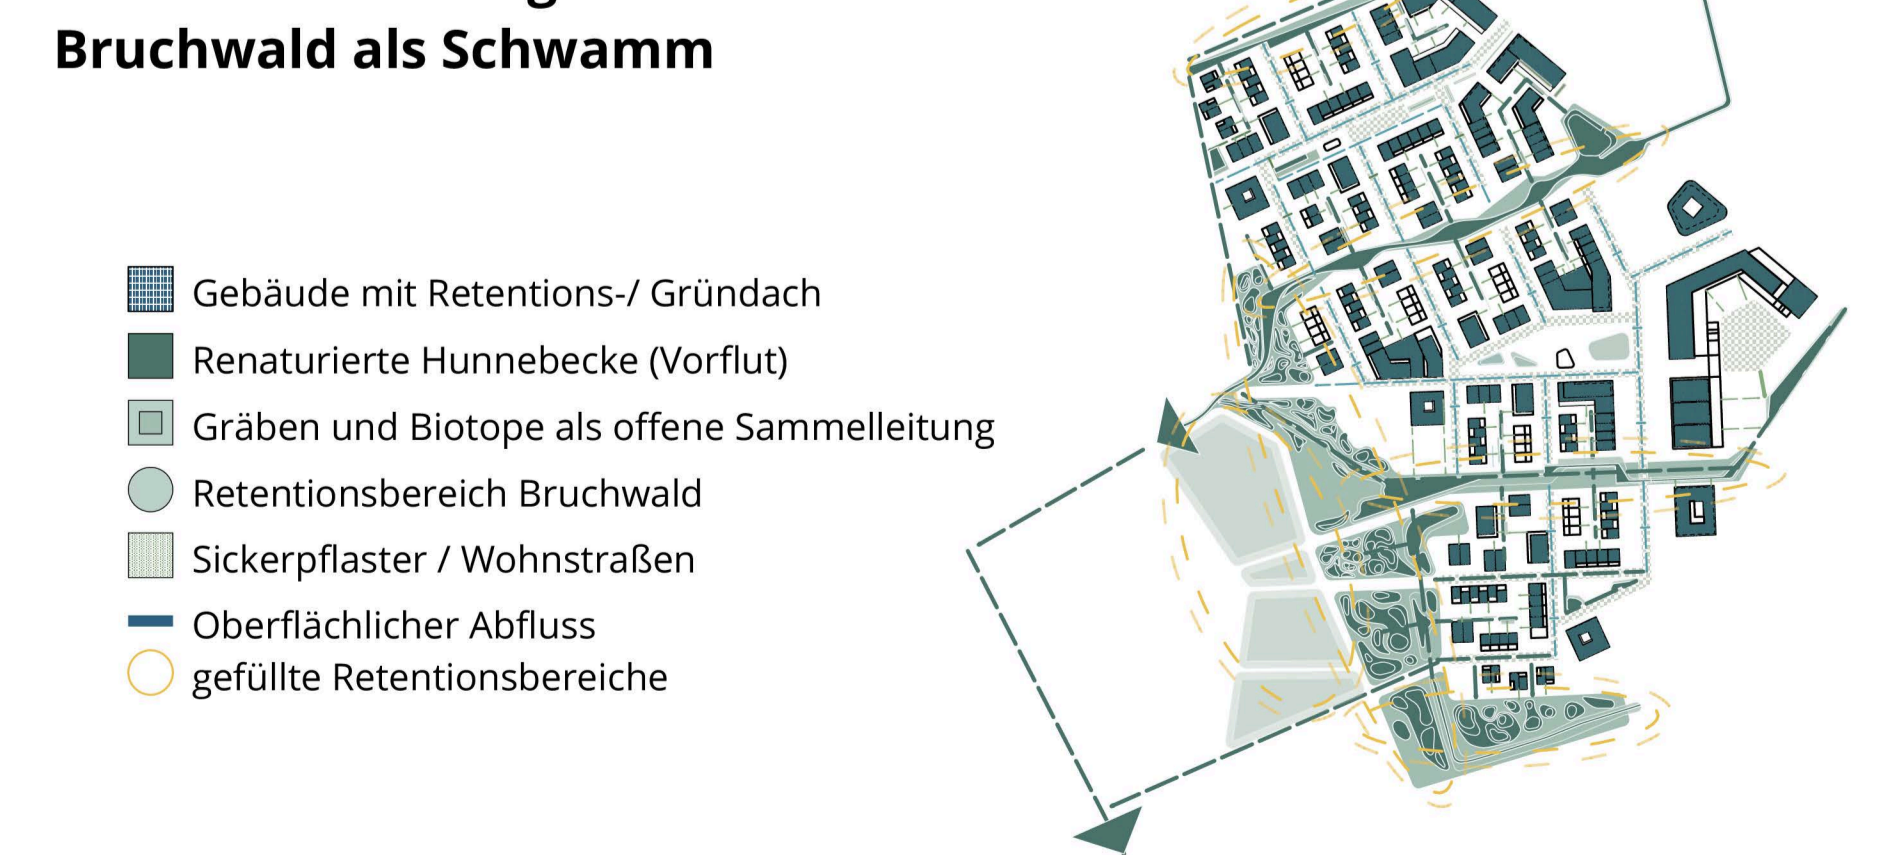 Bruchwald als Schwamm
Gebäude mit Retentions-/ Gründach
Renaturierte Hunnebecke (Vorflut)
Gräben und Biotope als offene Sammelleitung
Retentionsbereich Bruchwald
Sickerpflaster / Wohnstraßen
Oberflächlicher Abfluss
gefüllte Retentionsbereiche